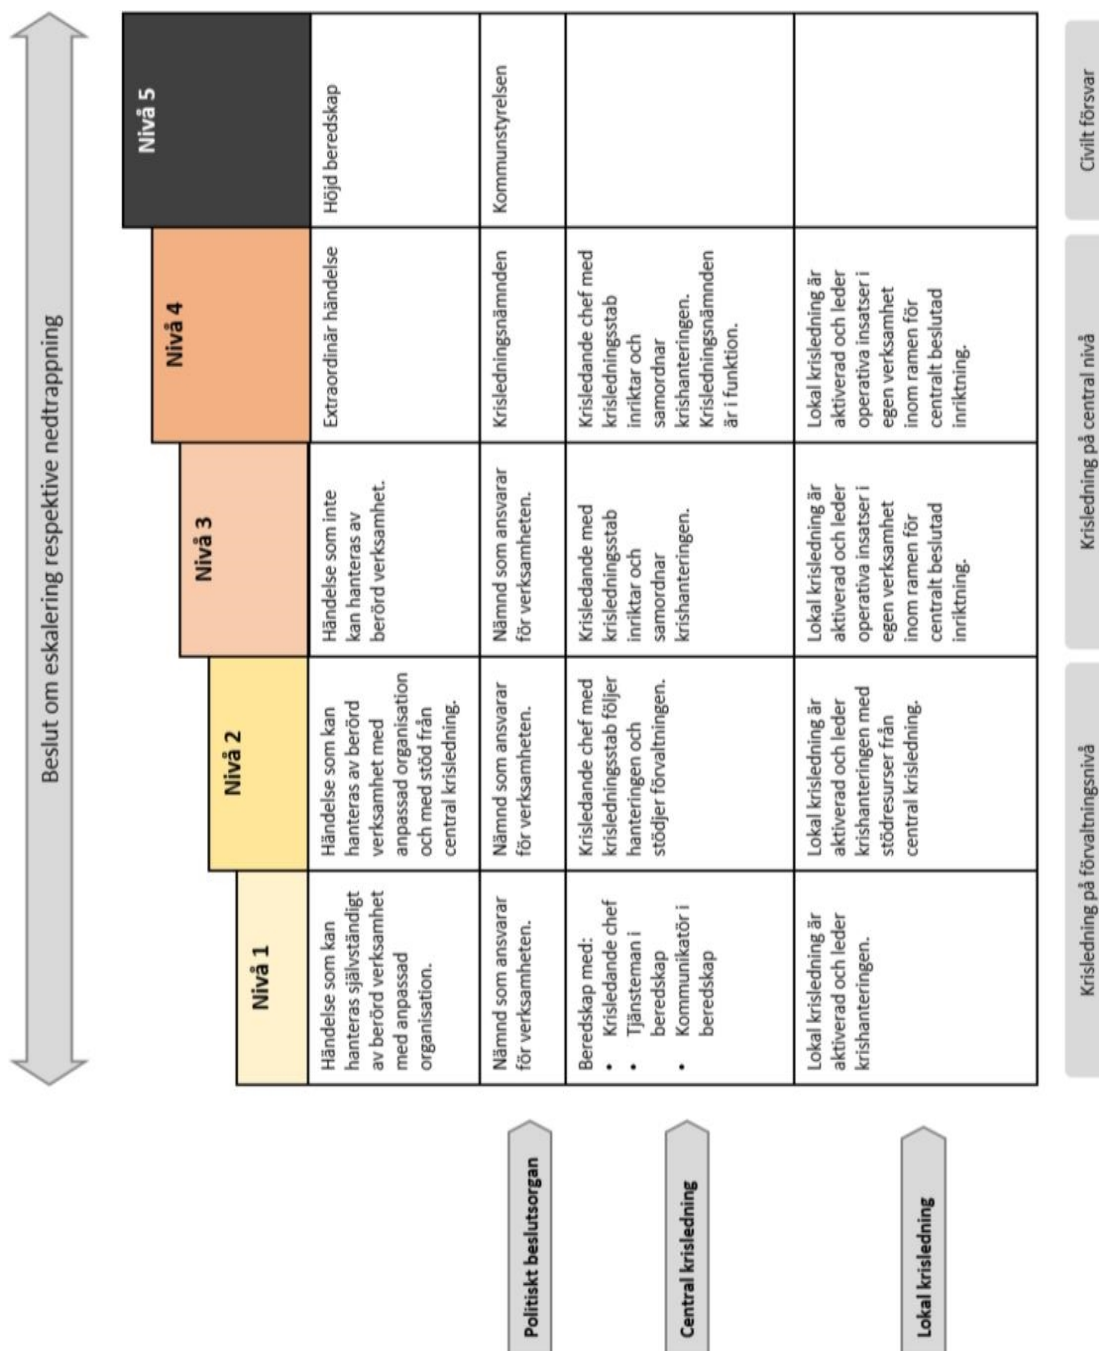 Beslut om eskalering respektive nedtrappning
Nivå 1
Nivå 2
Nivå 3
Nivå 4
Nivå 5
Händelse som kan
hanteras självständigt
av berörd verksamhet
med anpassad
organisation.
Händelse som kan
hanteras av berörd
verksamhet med
anpassad organisation
och med stöd från
central krisledning.
Händelse som inte
kan hanteras av
berörd verksamhet.
Extraordinär händelse
Höjd beredskap
Politiskt beslutsorgan
Nämnd som ansvarar
för verksamheten.
Nämnd som ansvarar
för verksamheten.
Nämnd som ansvarar
för verksamheten.
Krisledningsnämnden
Kommunstyrelsen
Central krisledning
Beredskap med:
• Krisledande chef
• Tjänsteman i
beredskap
• Kommunikatör i
beredskap
Krisledande chef med
krisledningsstab följer
hanteringen och
stödjer förvaltningen.
Krisledande med
krisledningsstab
inriktar och
samordnar
krishanteringen.
Krisledande chef med
krisledningsstab
inriktar och
samordnar
krishanteringen.
Krisledningsnämnden
är i funktion.
Lokal krisledning
Lokal krisledning är
aktiverad och leder
krishanteringen.
Lokal krisledning är
aktiverad och leder
krishanteringen med
stödresurser från
central krisledning.
Lokal krisledning är
aktiverad och leder
operativa insatser i
egen verksamhet
inom ramen för
centralt beslutad
inriktning.
Lokal krisledning är
aktiverad och leder
operativa insatser i
egen verksamhet
inom ramen för
centralt beslutad
inriktning.
Krisledning på förvaltningsnivå
Krisledning på central nivå
Civilt försvar